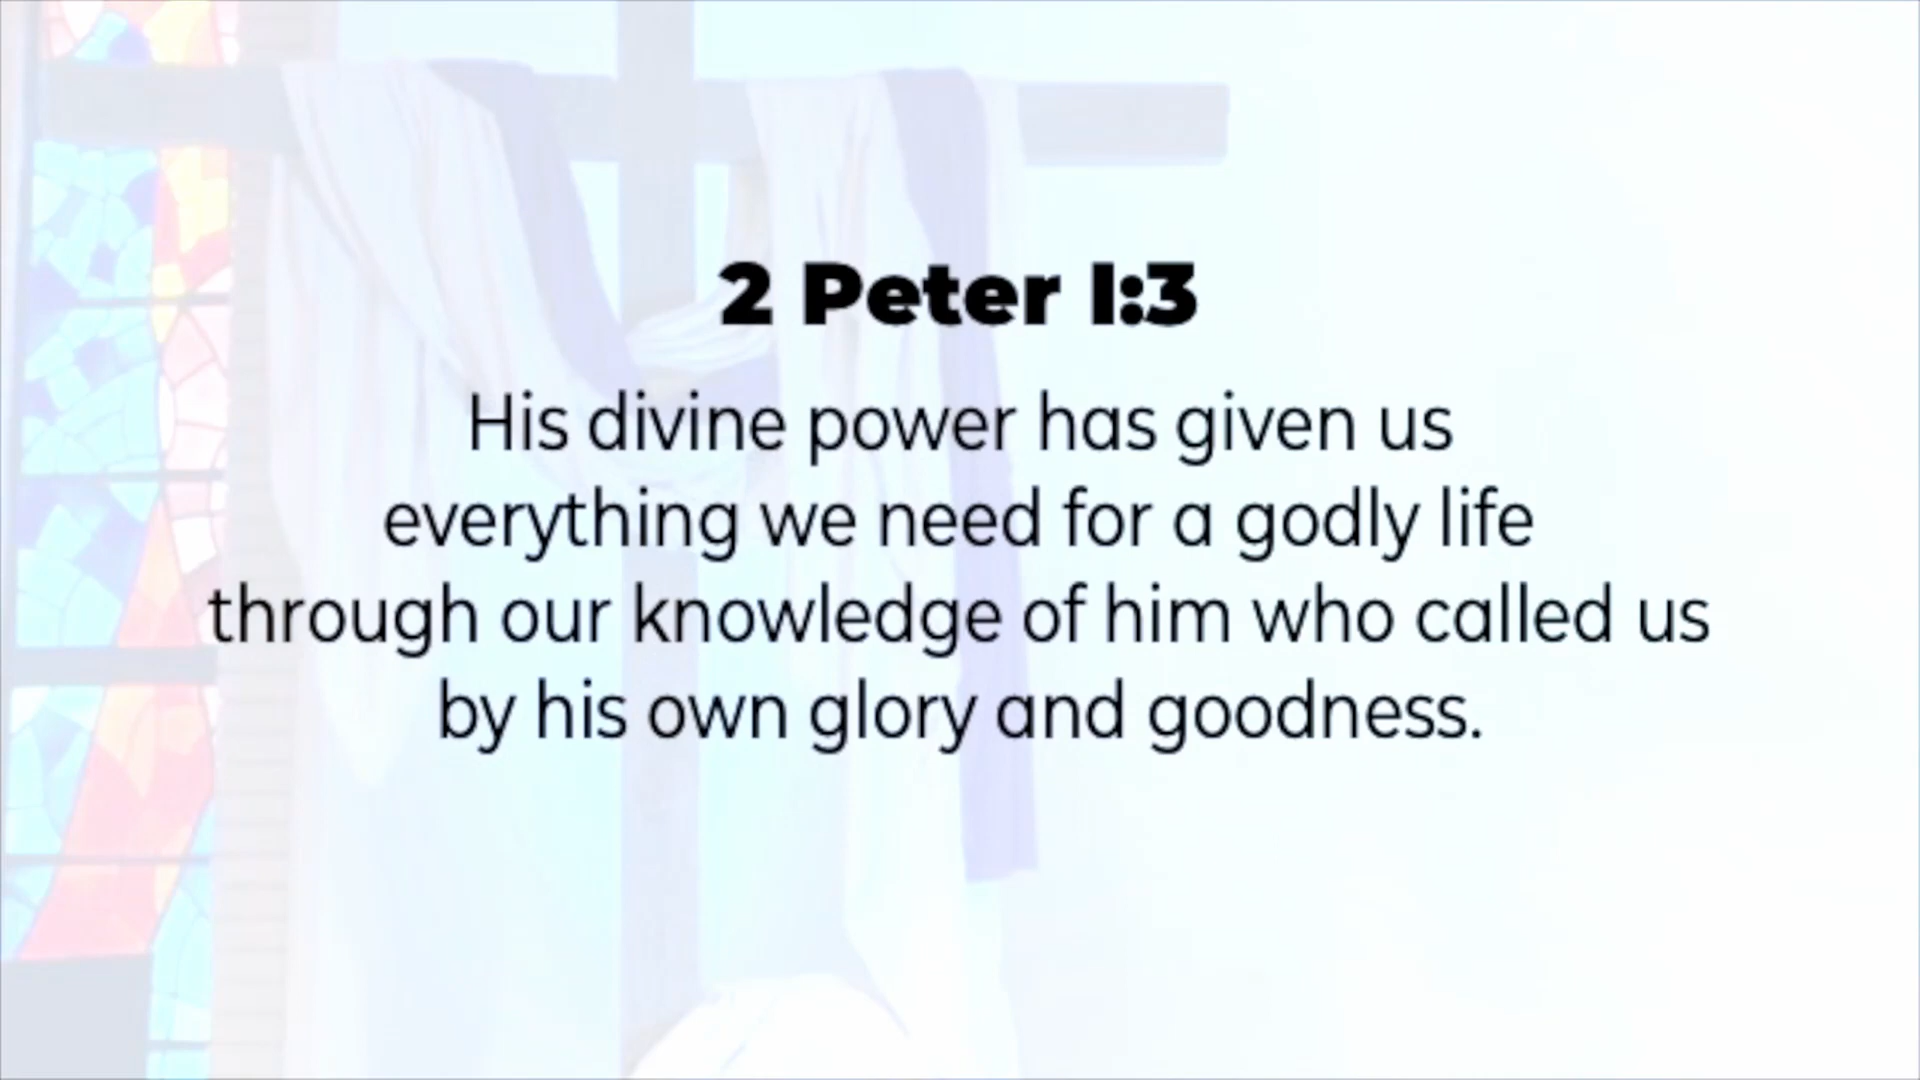 2 Peter 1:3
His divine power has given us
everything we need for a godly life
through our knowledge of him who called us
by his own glory and goodness.